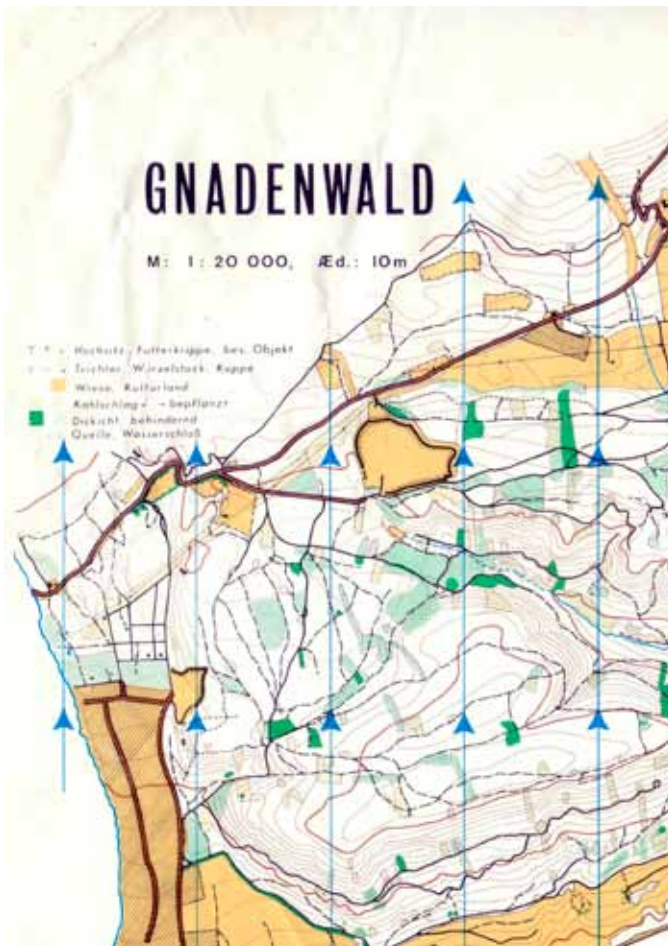 GNADENWALD
M: 1:20 000, Æd.: 10m
Hochsitz, Futterkrippe, bes. Objekt
Trichter, Wurzelstock, Kuppe
Wiese, Kulturland
Kahlschlag - bepflanzt
Dickicht behindernd
Quelle, Wasserschloß